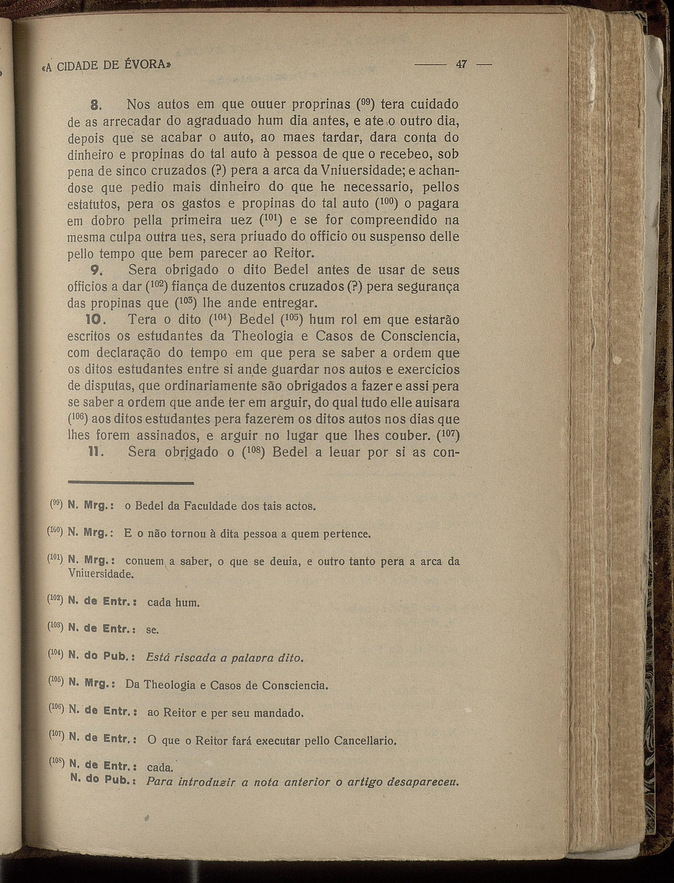 «A CIDADE DE ÉVORA» —— 47 —
8. Nos autos em que ouuer proprinas (⁹⁹) tera cuidado
de as arrecadar do agraduado hum dia antes, e ate o outro dia,
depois que se acabar o auto, ao maes tardar, dara conta do
dinheiro e propinas do tal auto à pessoa de que o recebeo, sob
pena de sinco cruzados (?) pera a arca da Vniuersidade; e achan-
dose que pedio mais dinheiro do que he necessario, pellos
estatutos, pera os gastos e propinas do tal auto (¹⁰⁰) o pagara
em dobro pella primeira uez (¹⁰¹) e se for compreendido na
mesma culpa outra ues, sera priuado do officio ou suspenso delle
pello tempo que bem parecer ao Reitor.
9. Sera obrigado o dito Bedel antes de usar de seus
officios a dar (¹⁰²) fiança de duzentos cruzados (?) pera segurança
das propinas que (¹⁰³) lhe ande entregar.
10. Tera o dito (¹⁰⁴) Bedel (¹⁰⁵) hum rol em que estarão
escritos os estudantes da Theologia e Casos de Consciencia,
com declaração do tempo em que pera se saber a ordem que
os ditos estudantes entre si ande guardar nos autos e exercicios
de disputas, que ordinariamente são obrigados a fazer e assi pera
se saber a ordem que ande ter em arguir, do qual tudo elle auisara
(¹⁰⁶) aos ditos estudantes pera fazerem os ditos autos nos dias que
lhes forem assinados, e arguir no lugar que lhes couber. (¹⁰⁷)
11. Sera obrigado o (¹⁰⁸) Bedel a leuar por si as con-
(⁹⁹) N. Mrg.: o Bedel da Faculdade dos tais actos.
(¹⁰⁰) N. Mrg.: E o não tornou à dita pessoa a quem pertence.
(¹⁰¹) N. Mrg.: conuem a saber, o que se deuia, e outro tanto pera a arca da
Vniuersidade.
(¹⁰²) N. de Entr.: cada hum.
(¹⁰³) N. de Entr.: se.
(¹⁰⁴) N. do Pub.: Está riscada a palavra dito.
(¹⁰⁵) N. Mrg.: Da Theologia e Casos de Consciencia.
(¹⁰⁶) N. de Entr.: ao Reitor e per seu mandado.
(¹⁰⁷) N. de Entr.: O que o Reitor fará executar pello Cancellario.
(¹⁰⁸) N. de Entr.: cada.
N. do Pub.: Para introduzir a nota anterior o artigo desapareceu.